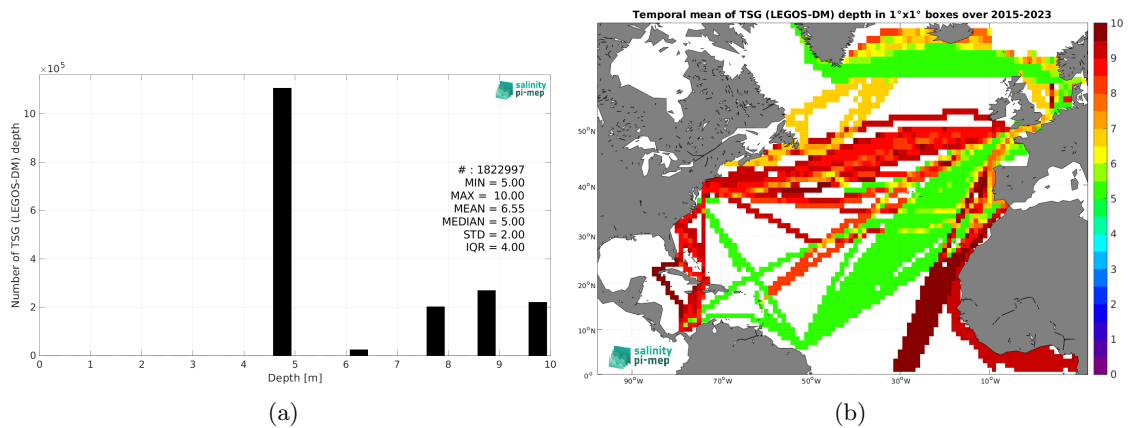 Temporal mean of TSG (LEGOS-DM) depth in 1°x1° boxes over 2015-2023
×10⁵
salinity
pi-mep
Number of TSG (LEGOS-DM) depth
10
8
6
4
2
0
# : 1822997
MIN = 5.00
MAX = 10.00
MEAN = 6.55
MEDIAN = 5.00
STD = 2.00
IQR = 4.00
0 1 2 3 4 5 6 7 8 9 10
Depth [m]
(a)
50°N
40°N
30°N
20°N
10°N
0°
90°W 70°W 50°W 30°W 10°W
salinity
pi-mep
10
9
8
7
6
5
4
3
2
1
0
(b)